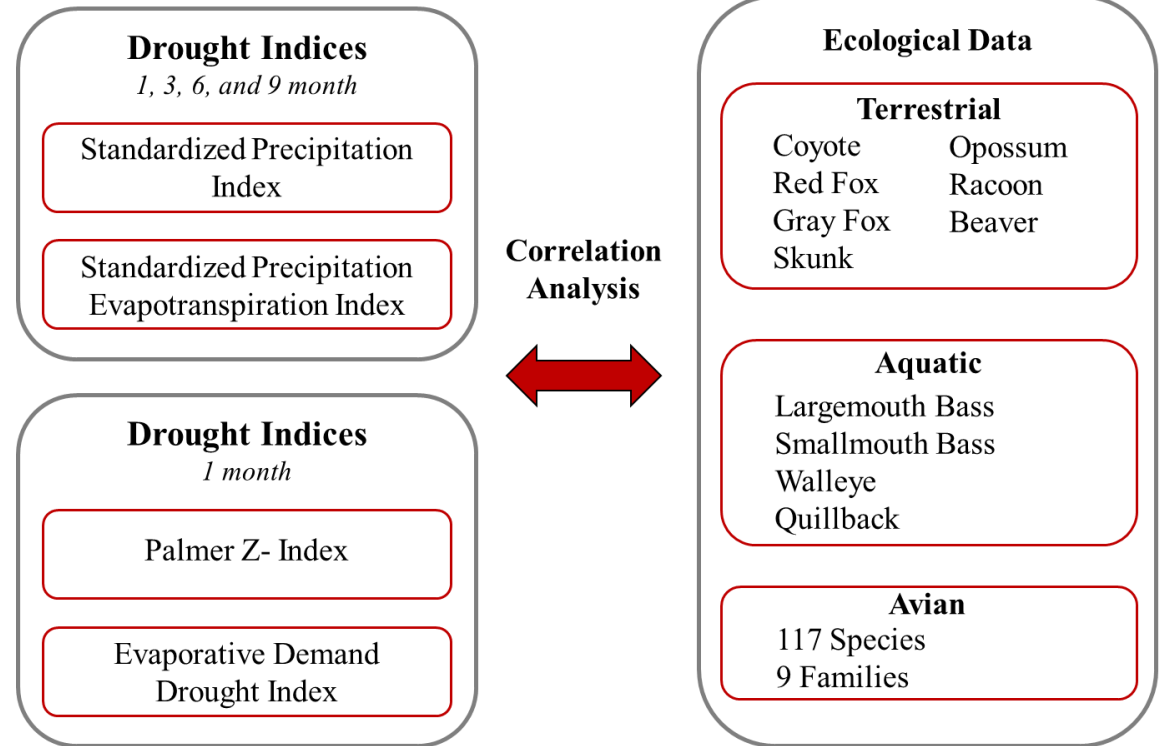 Drought Indices
1, 3, 6, and 9 month
Standardized Precipitation
Index
Standardized Precipitation
Evapotranspiration Index
Drought Indices
1 month
Palmer Z- Index
Evaporative Demand
Drought Index
Correlation
Analysis
Ecological Data
Terrestrial
Coyote
Red Fox
Gray Fox
Skunk
Opossum
Racoon
Beaver
Aquatic
Largemouth Bass
Smallmouth Bass
Walleye
Quillback
Avian
117 Species
9 Families